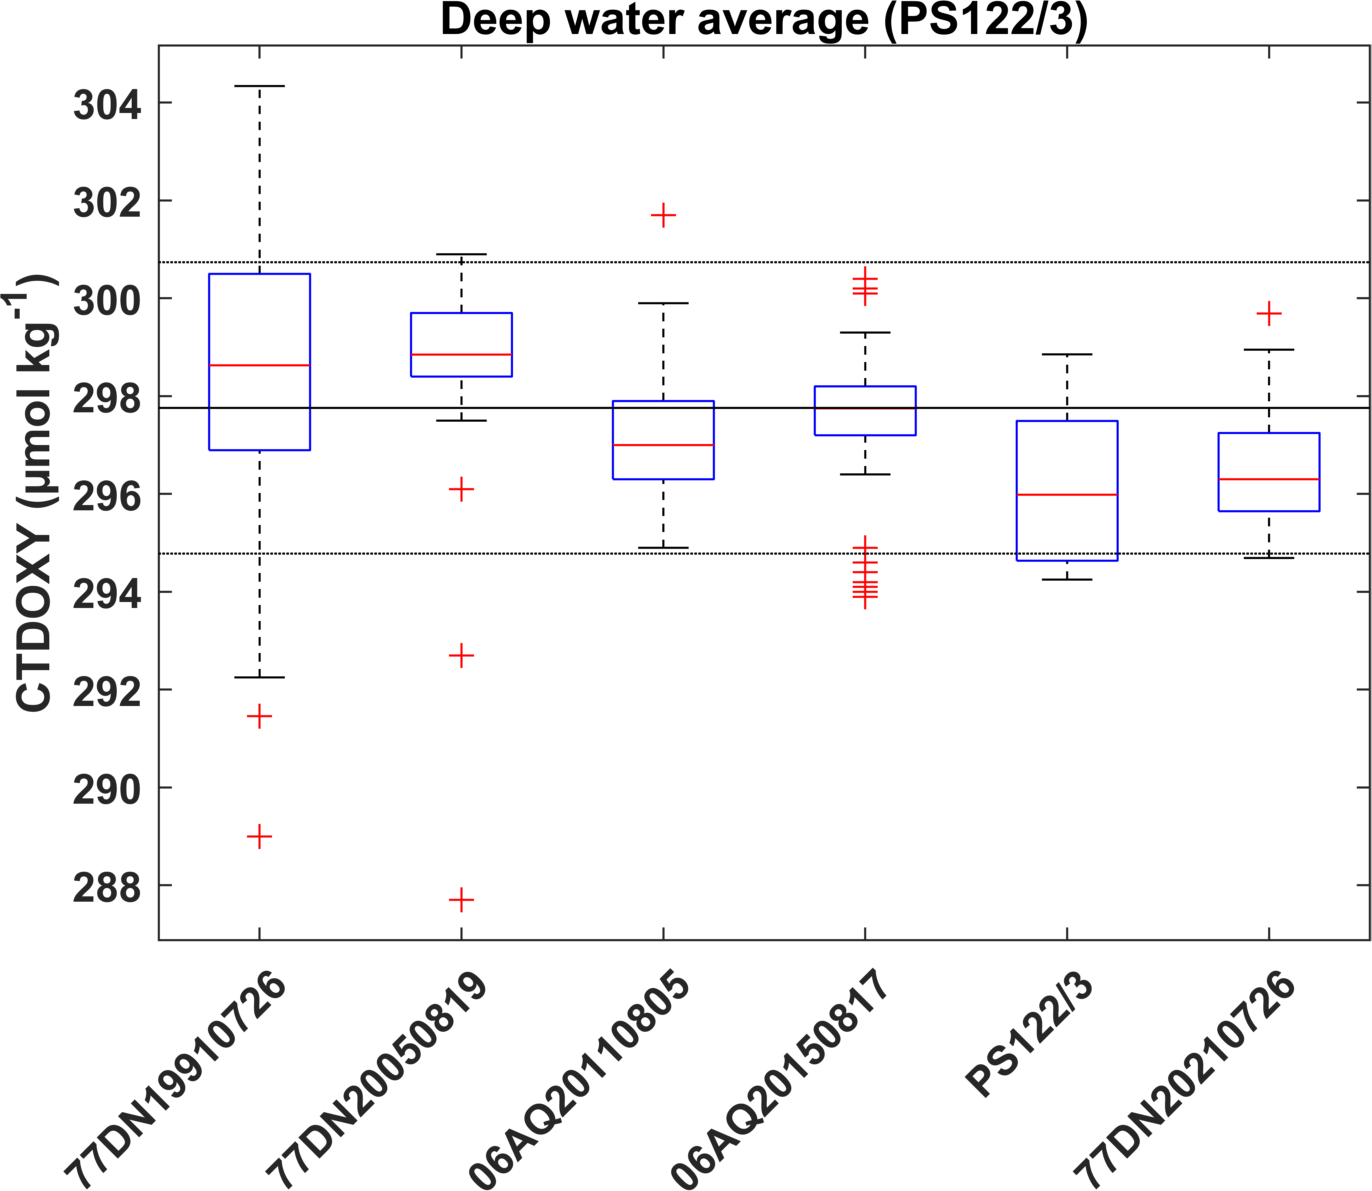 Deep water average (PS122/3)
CTDOXY (µmol kg⁻¹)
304
302
300
298
296
294
292
290
288
77DN19910726
77DN20050819
06AQ20110805
06AQ20150817
PS122/3
77DN20210726